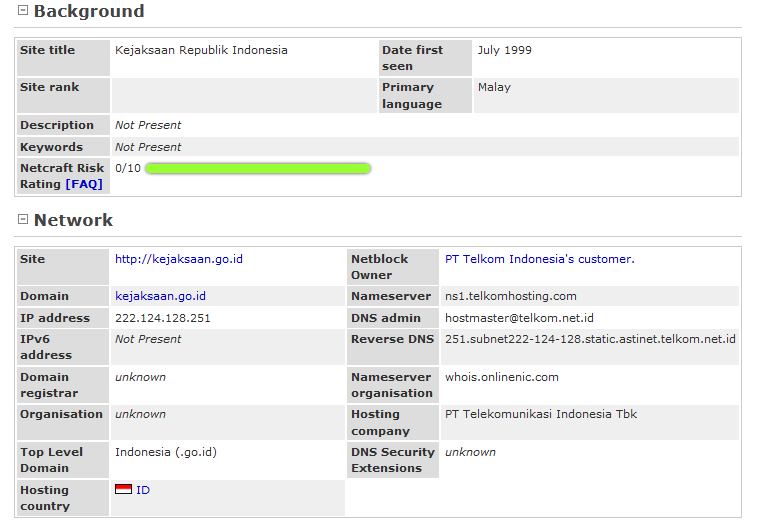 Background
Site title Kejaksaan Republik Indonesia Date first seen July 1999
Site rank Primary language Malay
Description Not Present
Keywords Not Present
Netcraft Risk Rating [FAQ] 0/10
Network
Site http://kejaksaan.go.id Netblock Owner PT Telkom Indonesia's customer.
Domain kejaksaan.go.id Nameserver ns1.telkomhosting.com
IP address 222.124.128.251 DNS admin hostmaster@telkom.net.id
IPv6 address Not Present Reverse DNS 251.subnet222-124-128.static.astinet.telkom.net.id
Domain registrar unknown Nameserver organisation whois.onlinenic.com
Organisation unknown Hosting company PT Telekomunikasi Indonesia Tbk
Top Level Domain Indonesia (.go.id) DNS Security Extensions unknown
Hosting country ID